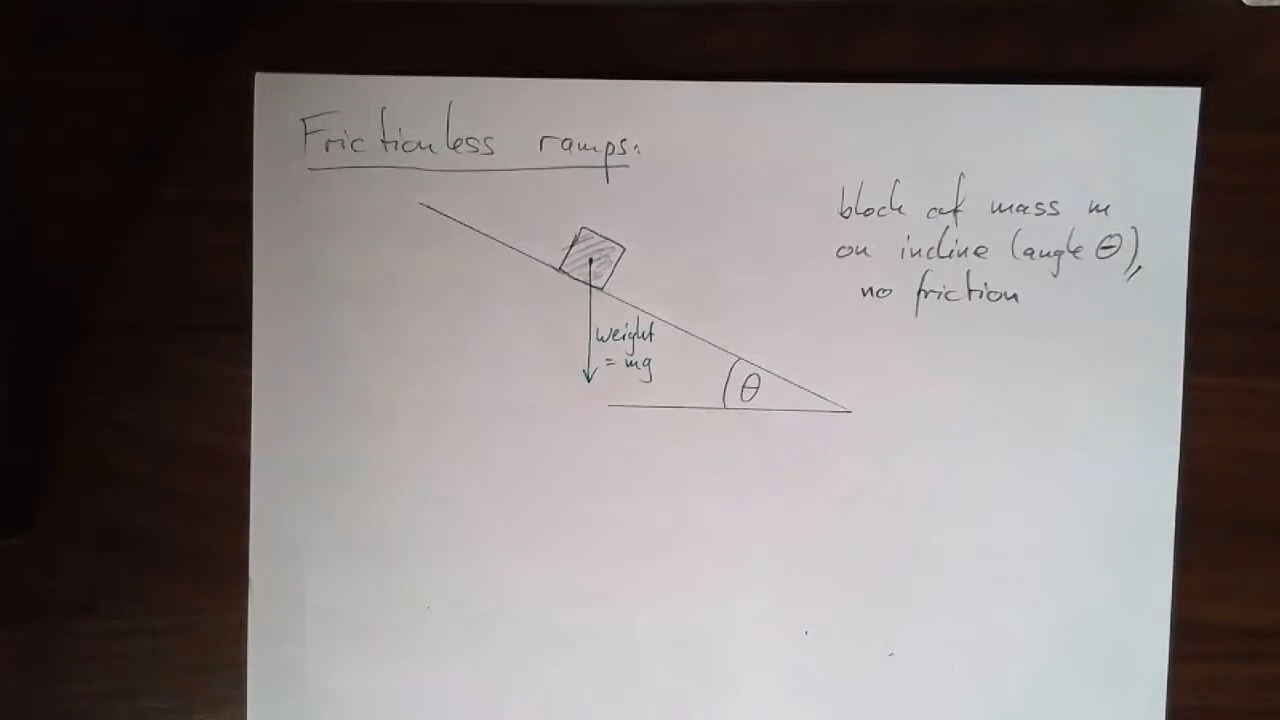 Frictionless ramps:
block of mass m
on incline (angle θ),
no friction
weight
= mg
θ